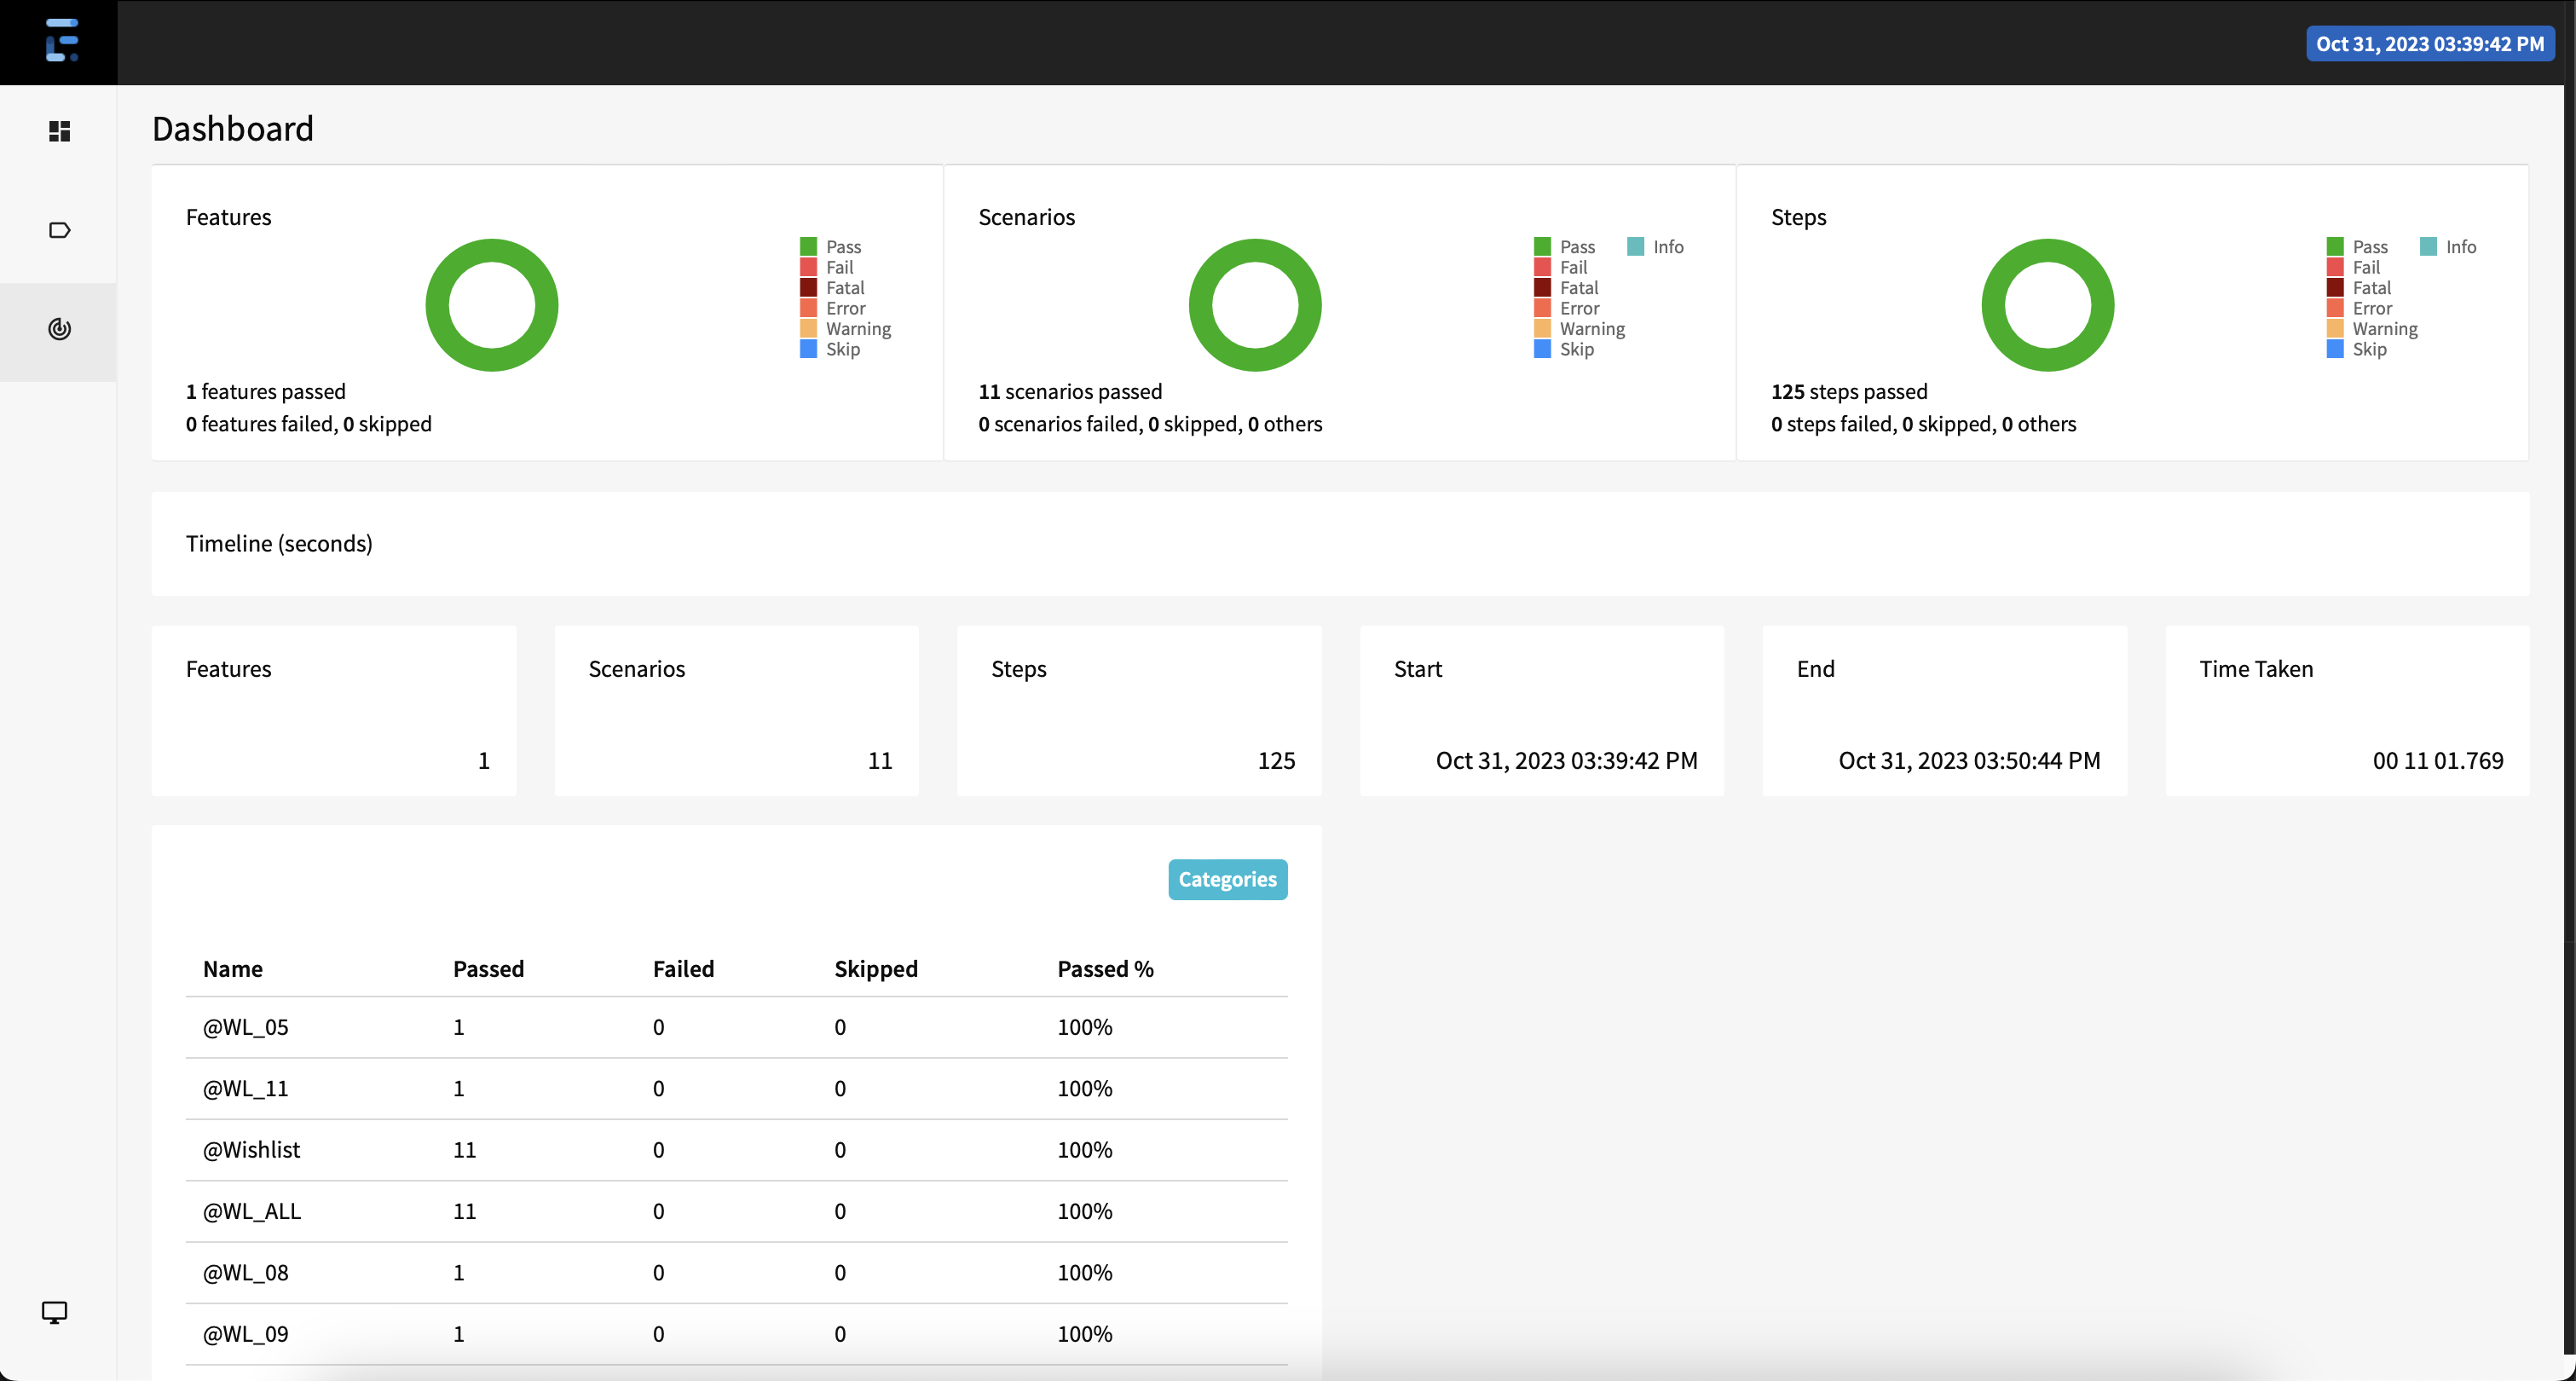 Oct 31, 2023 03:39:42 PM
Dashboard
Features
Pass
Fail
Fatal
Error
Warning
Skip
1 features passed
0 features failed, 0 skipped
Scenarios
Pass Info
Fail
Fatal
Error
Warning
Skip
11 scenarios passed
0 scenarios failed, 0 skipped, 0 others
Steps
Pass Info
Fail
Fatal
Error
Warning
Skip
125 steps passed
0 steps failed, 0 skipped, 0 others
Timeline (seconds)
Features
1
Scenarios
11
Steps
125
Start
Oct 31, 2023 03:39:42 PM
End
Oct 31, 2023 03:50:44 PM
Time Taken
00 11 01.769
Categories
Name Passed Failed Skipped Passed %
@WL_05 1 0 0 100%
@WL_11 1 0 0 100%
@Wishlist 11 0 0 100%
@WL_ALL 11 0 0 100%
@WL_08 1 0 0 100%
@WL_09 1 0 0 100%